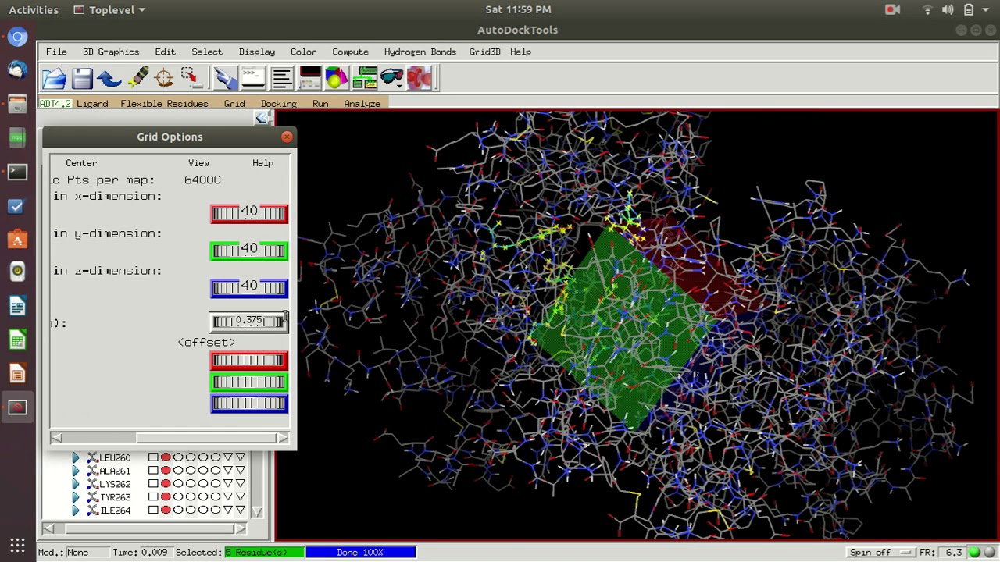 Activities Toplevel Sat 11:59 PM
AutoDockTools
File 3D Graphics Edit Select Display Color Compute Hydrogen Bonds Grid3D Help
ADT4.2 Ligand Flexible Residues Grid Docking Run Analyze
Grid Options
Center View Help
d Pts per map: 64000
in x-dimension:
40
in y-dimension:
40
in z-dimension:
40
0.375
):
(offset)
LEU260
ALA261
LYS262
TYR263
ILE264
Mod.: None Time: 0.009 Selected: 5 Residue(s) Done 100% Spin off FR: 6.3